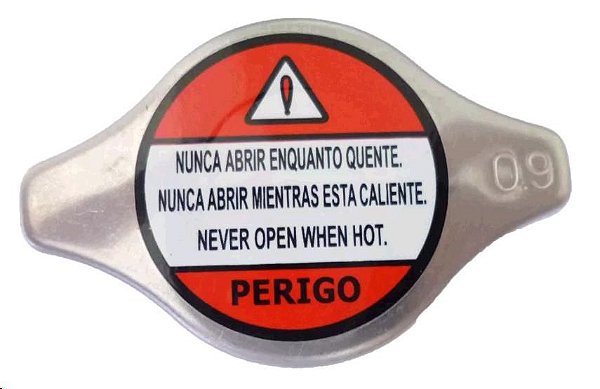 NUNCA ABRIR ENQUANTO QUENTE.
NUNCA ABRIR MIENTRAS ESTA CALIENTE.
NEVER OPEN WHEN HOT.
0.9
PERIGO